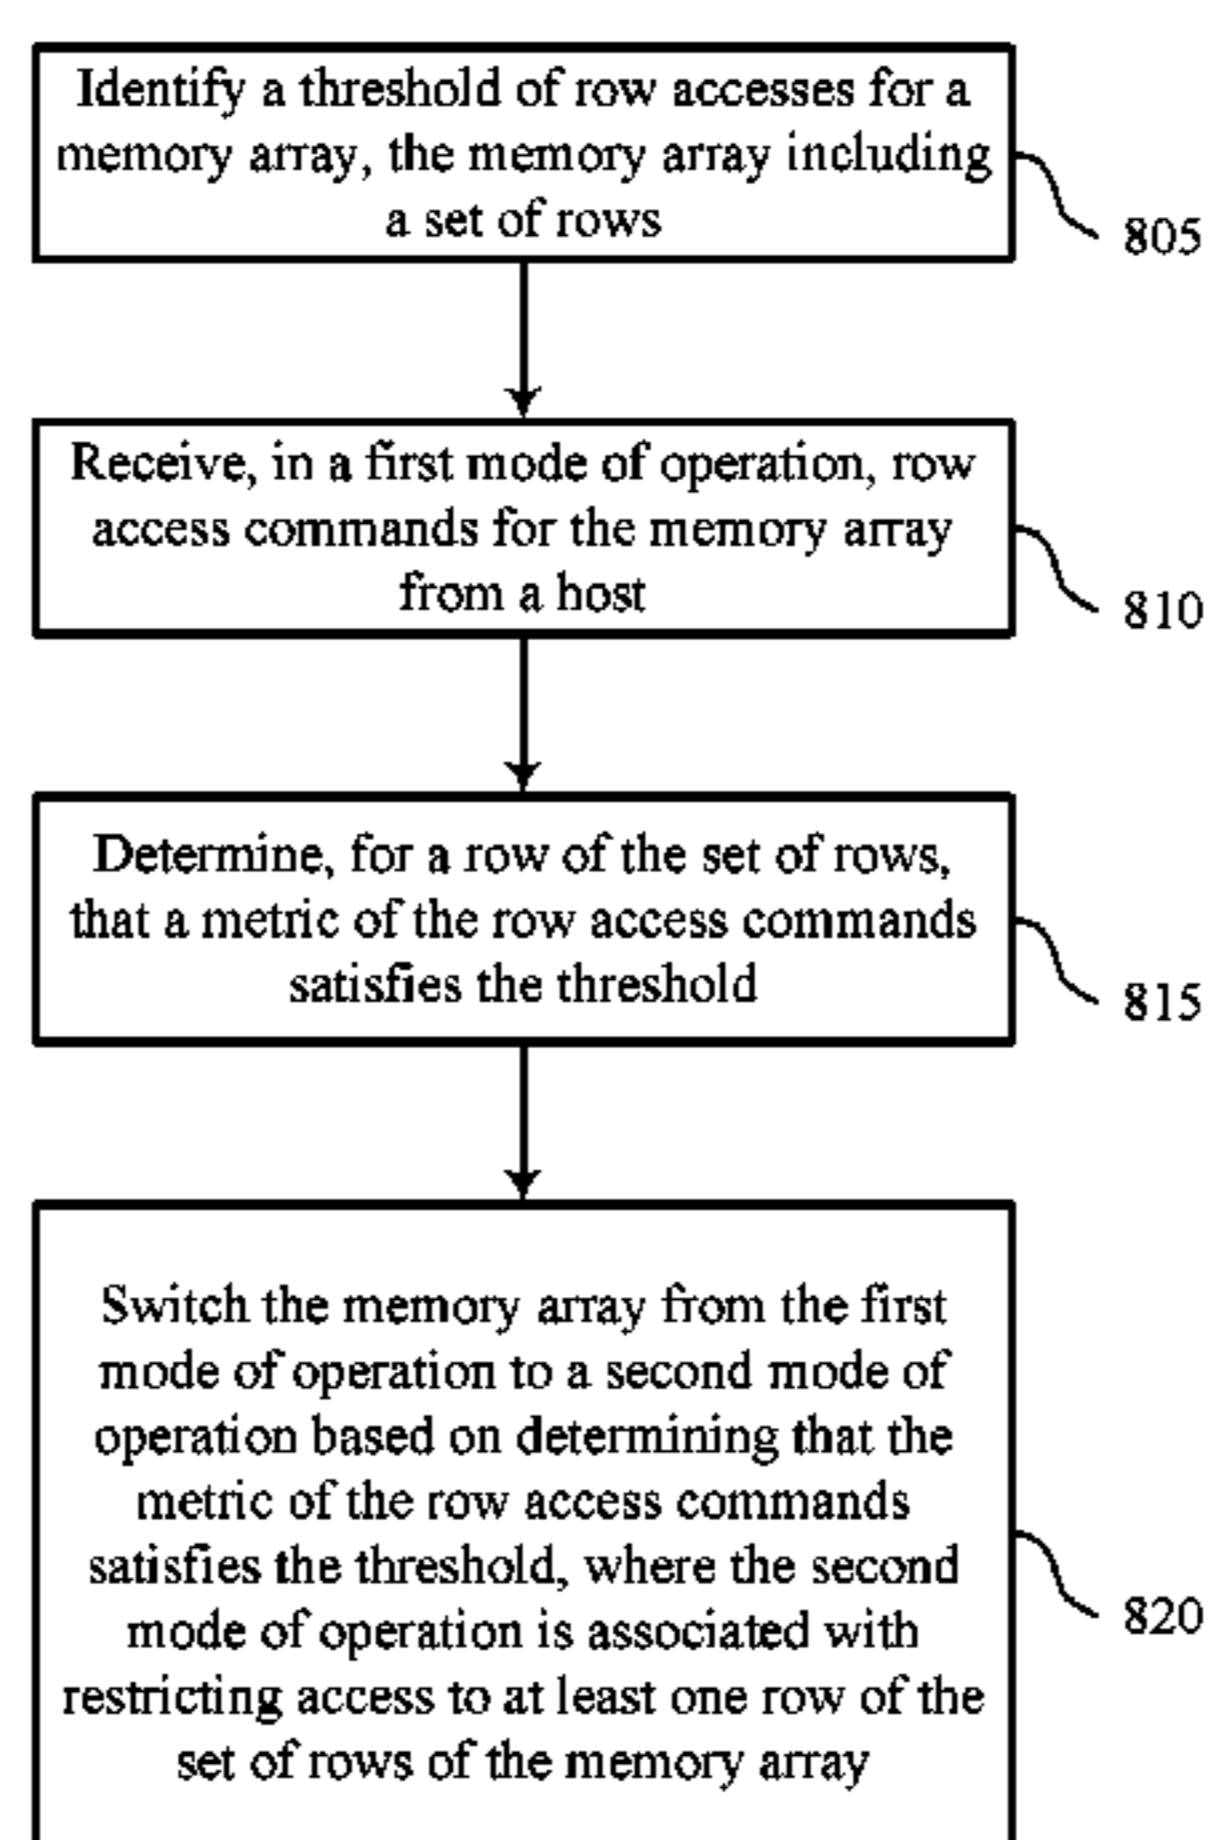 Identify a threshold of row accesses for a
memory array, the memory array including
a set of rows
805
Receive, in a first mode of operation, row
access commands for the memory array
from a host
810
Determine, for a row of the set of rows,
that a metric of the row access commands
satisfies the threshold
815
Switch the memory array from the first
mode of operation to a second mode of
operation based on determining that the
metric of the row access commands
satisfies the threshold, where the second
mode of operation is associated with
restricting access to at least one row of the
set of rows of the memory array
820